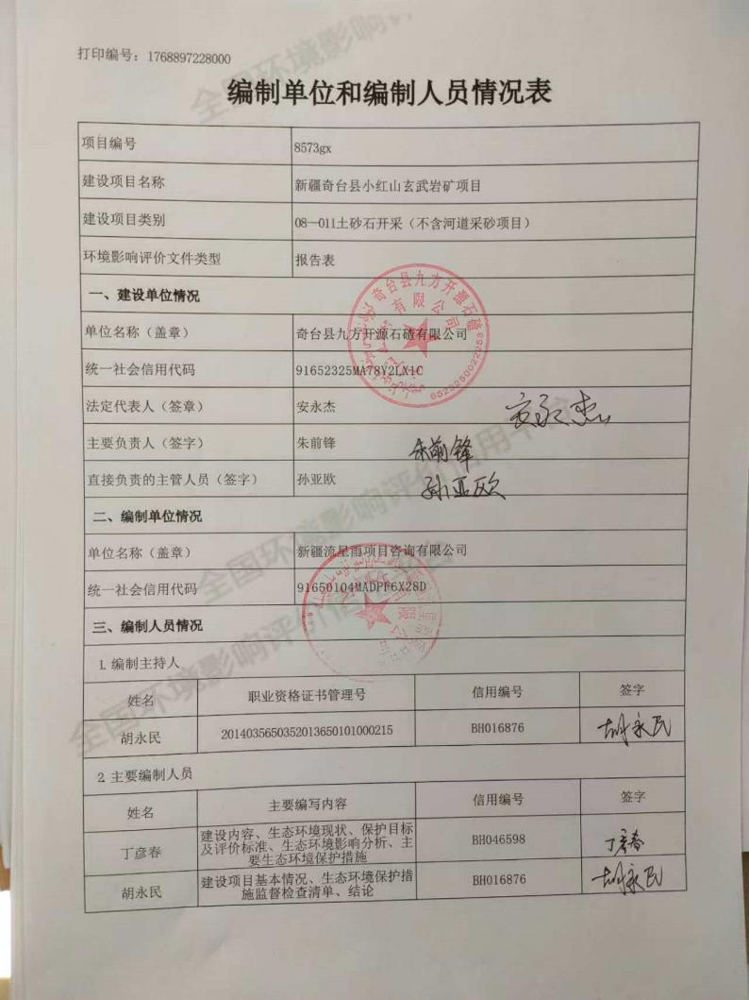 打印编号：1768897228000
编制单位和编制人员情况表
项目编号 8573gx
建设项目名称 新疆奇台县小红山玄武岩矿项目
建设项目类别 08—011土砂石开采（不含河道采砂项目）
环境影响评价文件类型 报告表
一、建设单位情况
单位名称（盖章） 奇台县九方开源石碴有限公司
统一社会信用代码 91652325MA78Y2LX1C
法定代表人（签章） 安永杰 安永杰
主要负责人（签字） 朱前锋 朱前锋
直接负责的主管人员（签字） 孙亚欧 孙亚欧
二、编制单位情况
单位名称（盖章） 新疆流星雨项目咨询有限公司
统一社会信用代码 91650104MADPF6X28D
三、编制人员情况
1. 编制主持人
姓名 职业资格证书管理号 信用编号 签字
胡永民 2014035650352013650101000215 BH016876 胡永民
2. 主要编制人员
姓名 主要编写内容 信用编号 签字
丁彦春 建设内容、生态环境现状、保护目标
及评价标准、生态环境影响分析、主
要生态环境保护措施 BH046598 丁彦春
胡永民 建设项目基本情况、生态环境保护措
施监督检查清单、结论 BH016876 胡永民
奇台县九方开源石碴
有限公司
6523250022253